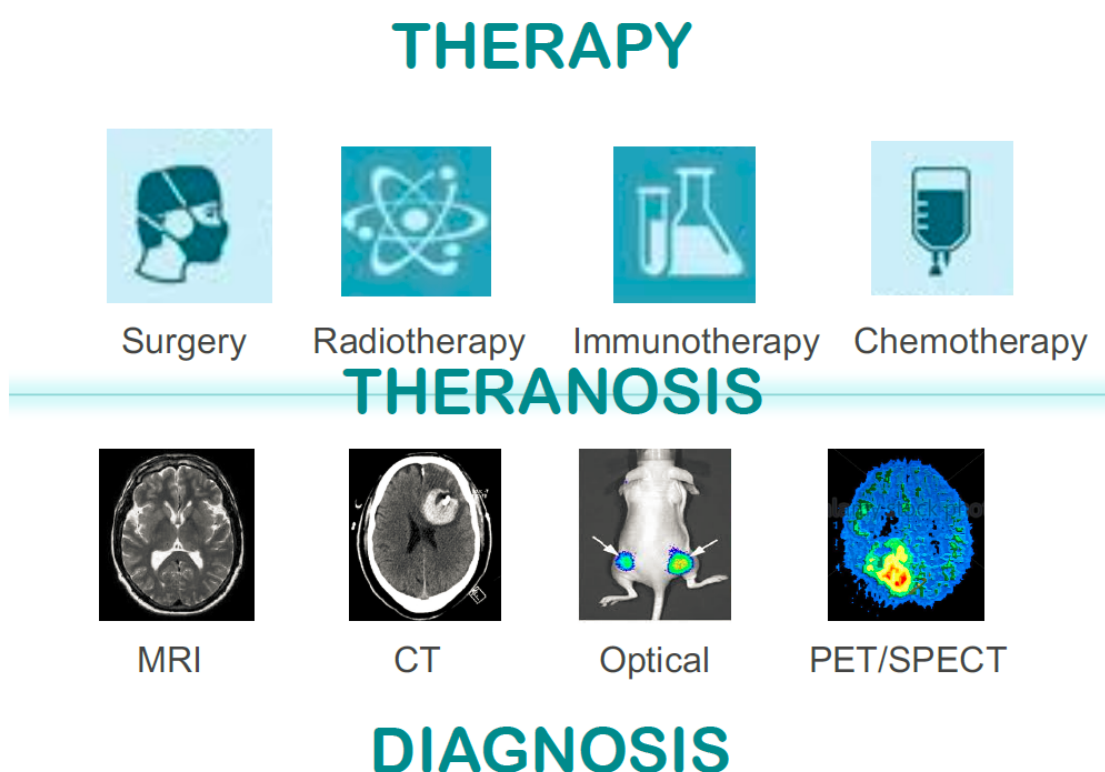 THERAPY
Surgery Radiotherapy Immunotherapy Chemotherapy
THERANOSIS
MRI CT Optical PET/SPECT
DIAGNOSIS